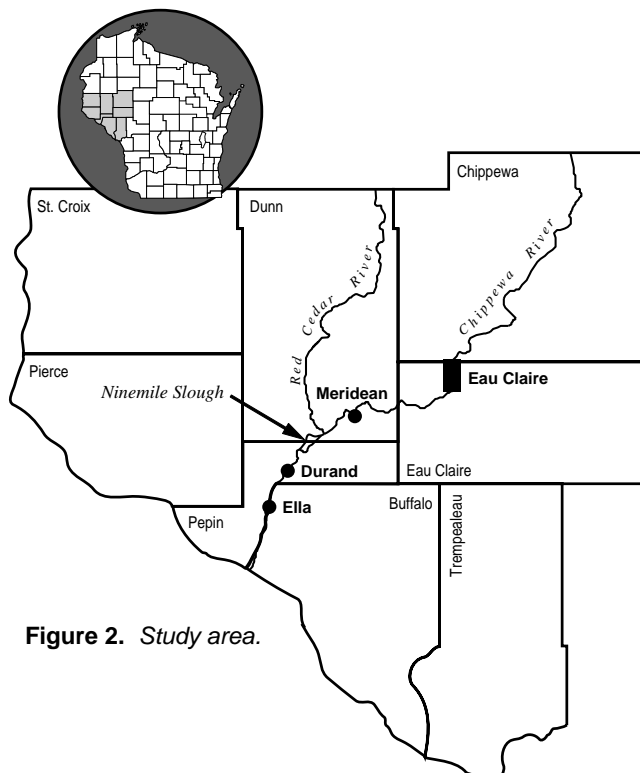 Chippewa
St. Croix
Dunn
Red Cedar River
Chippewa River
Pierce
Ninemile Slough
Meridean
Eau Claire
Durand
Eau Claire
Ella
Buffalo
Pepin
Trempealeau
Figure 2. Study area.